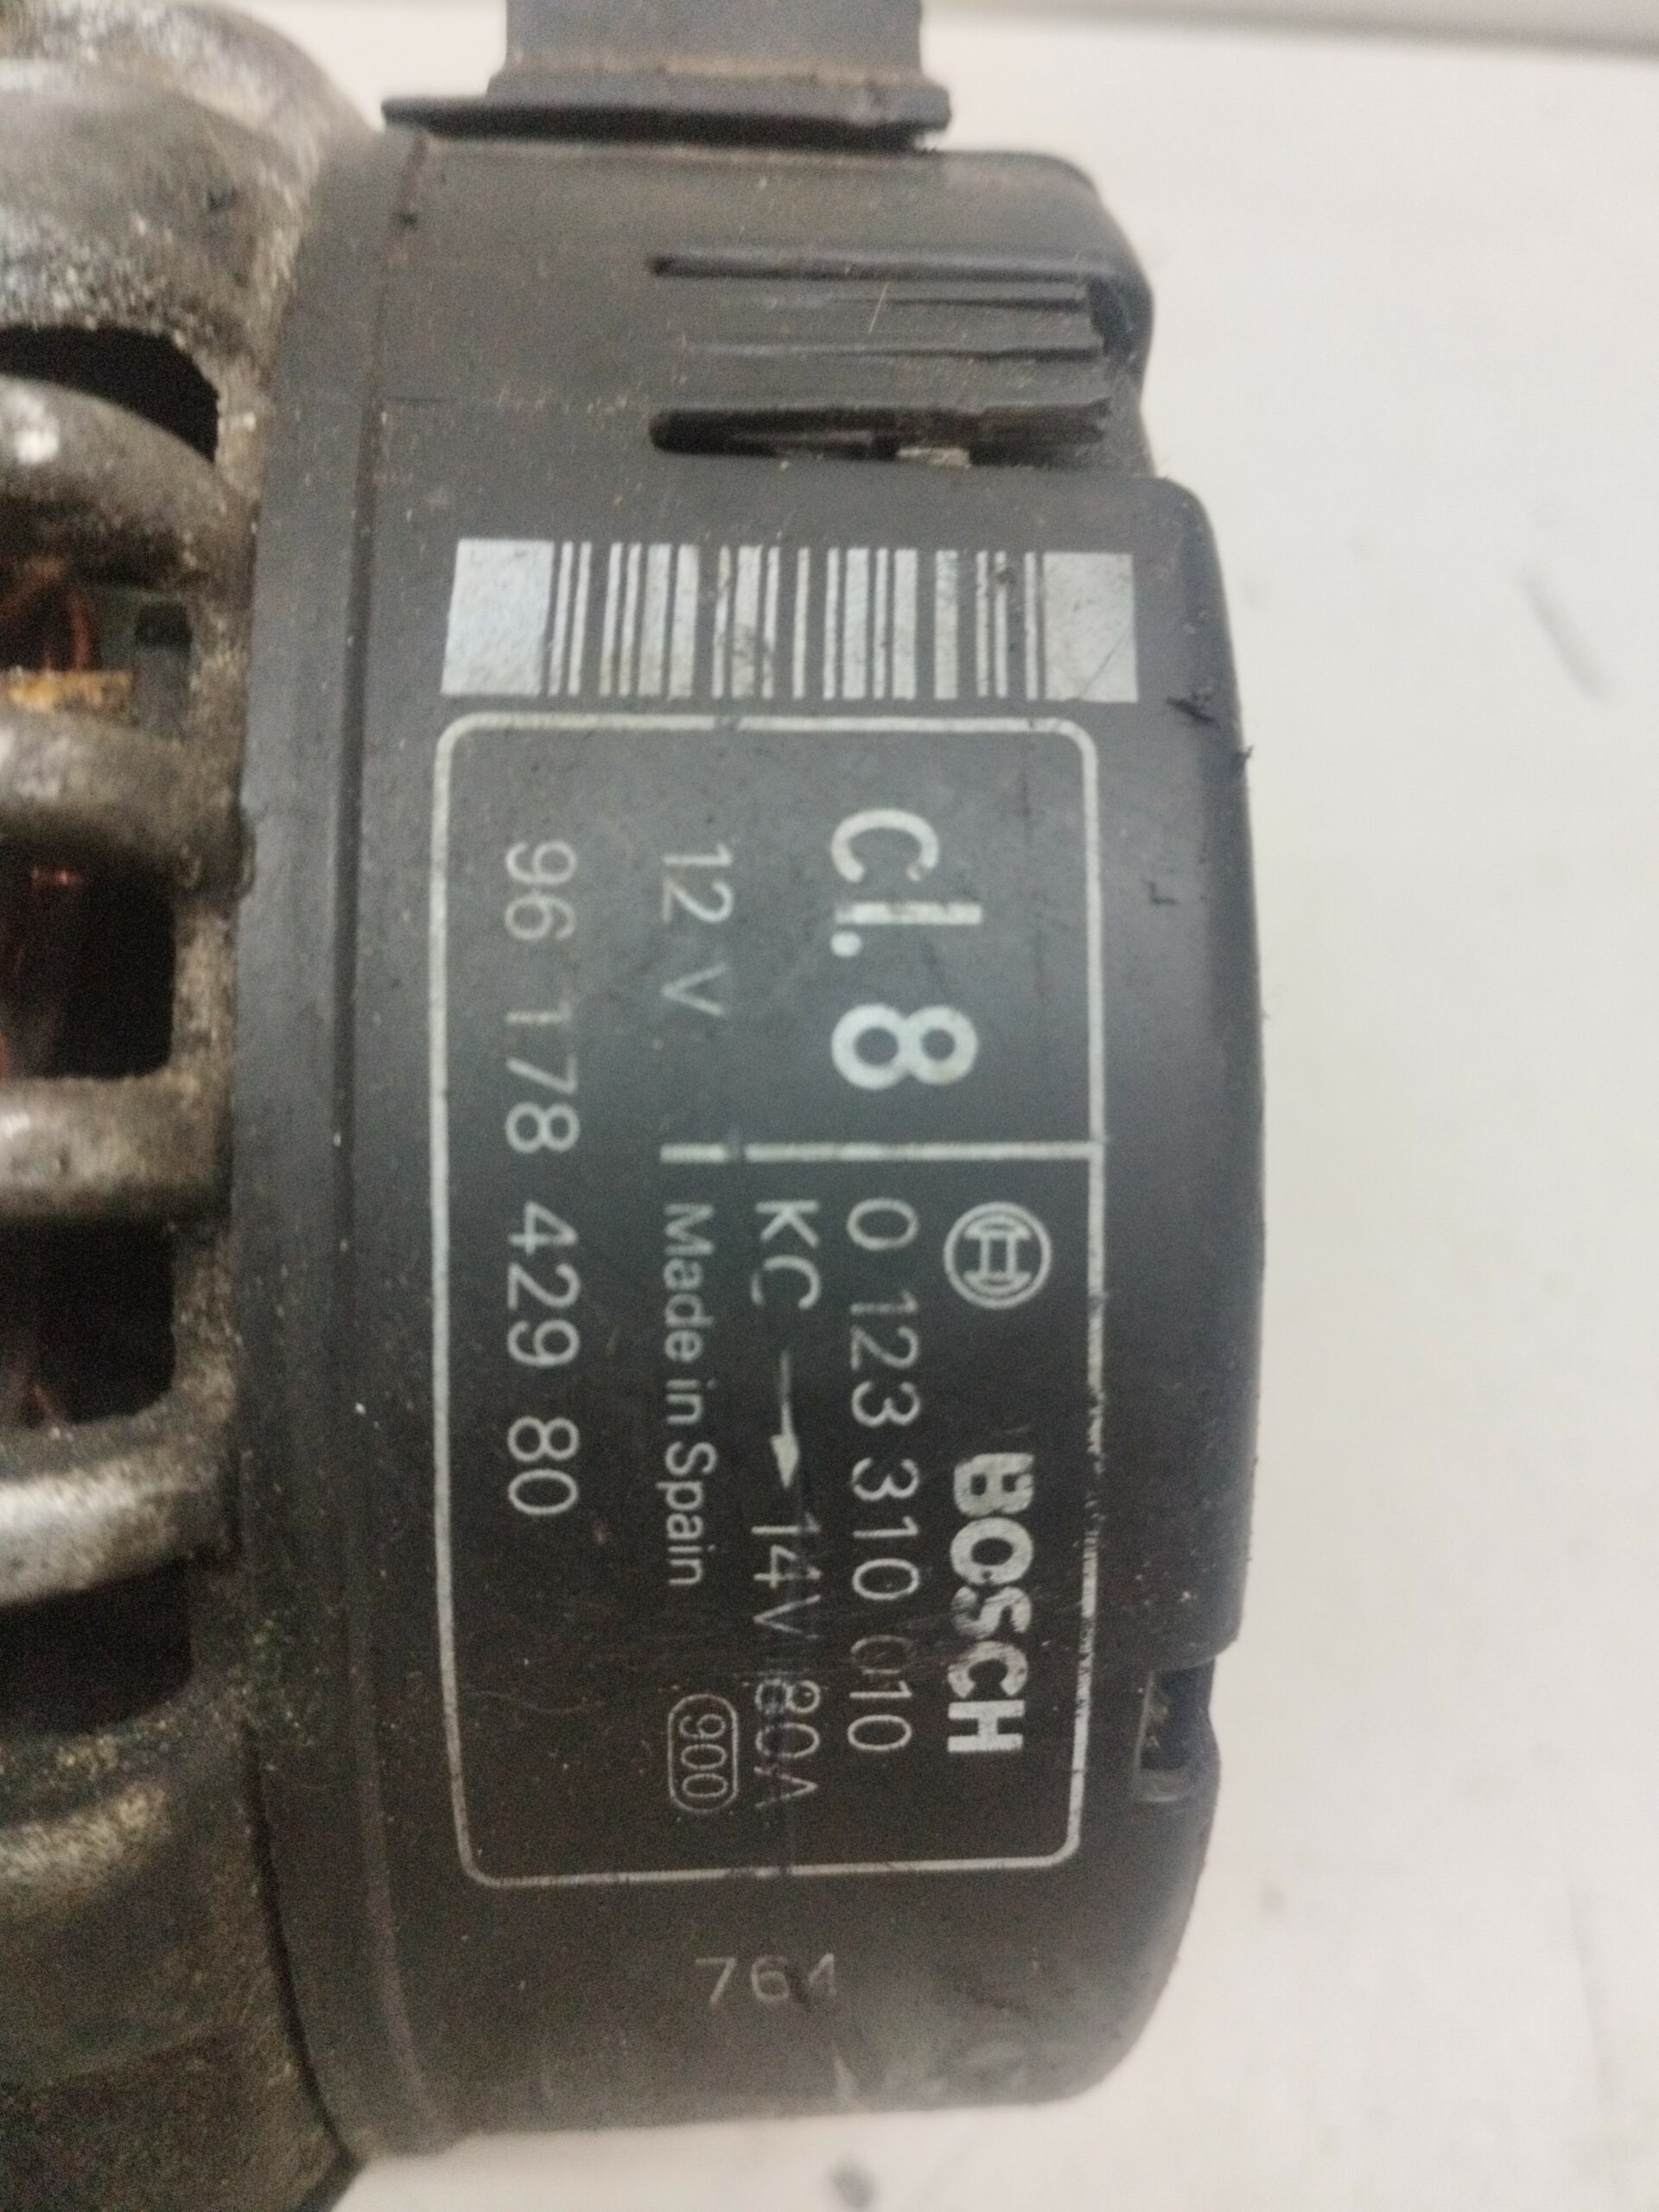 Cl. 8
BOSCH
0 123 310 010
KC → 14V 80A
12 V
Made in Spain
900
96 178 429 80
761